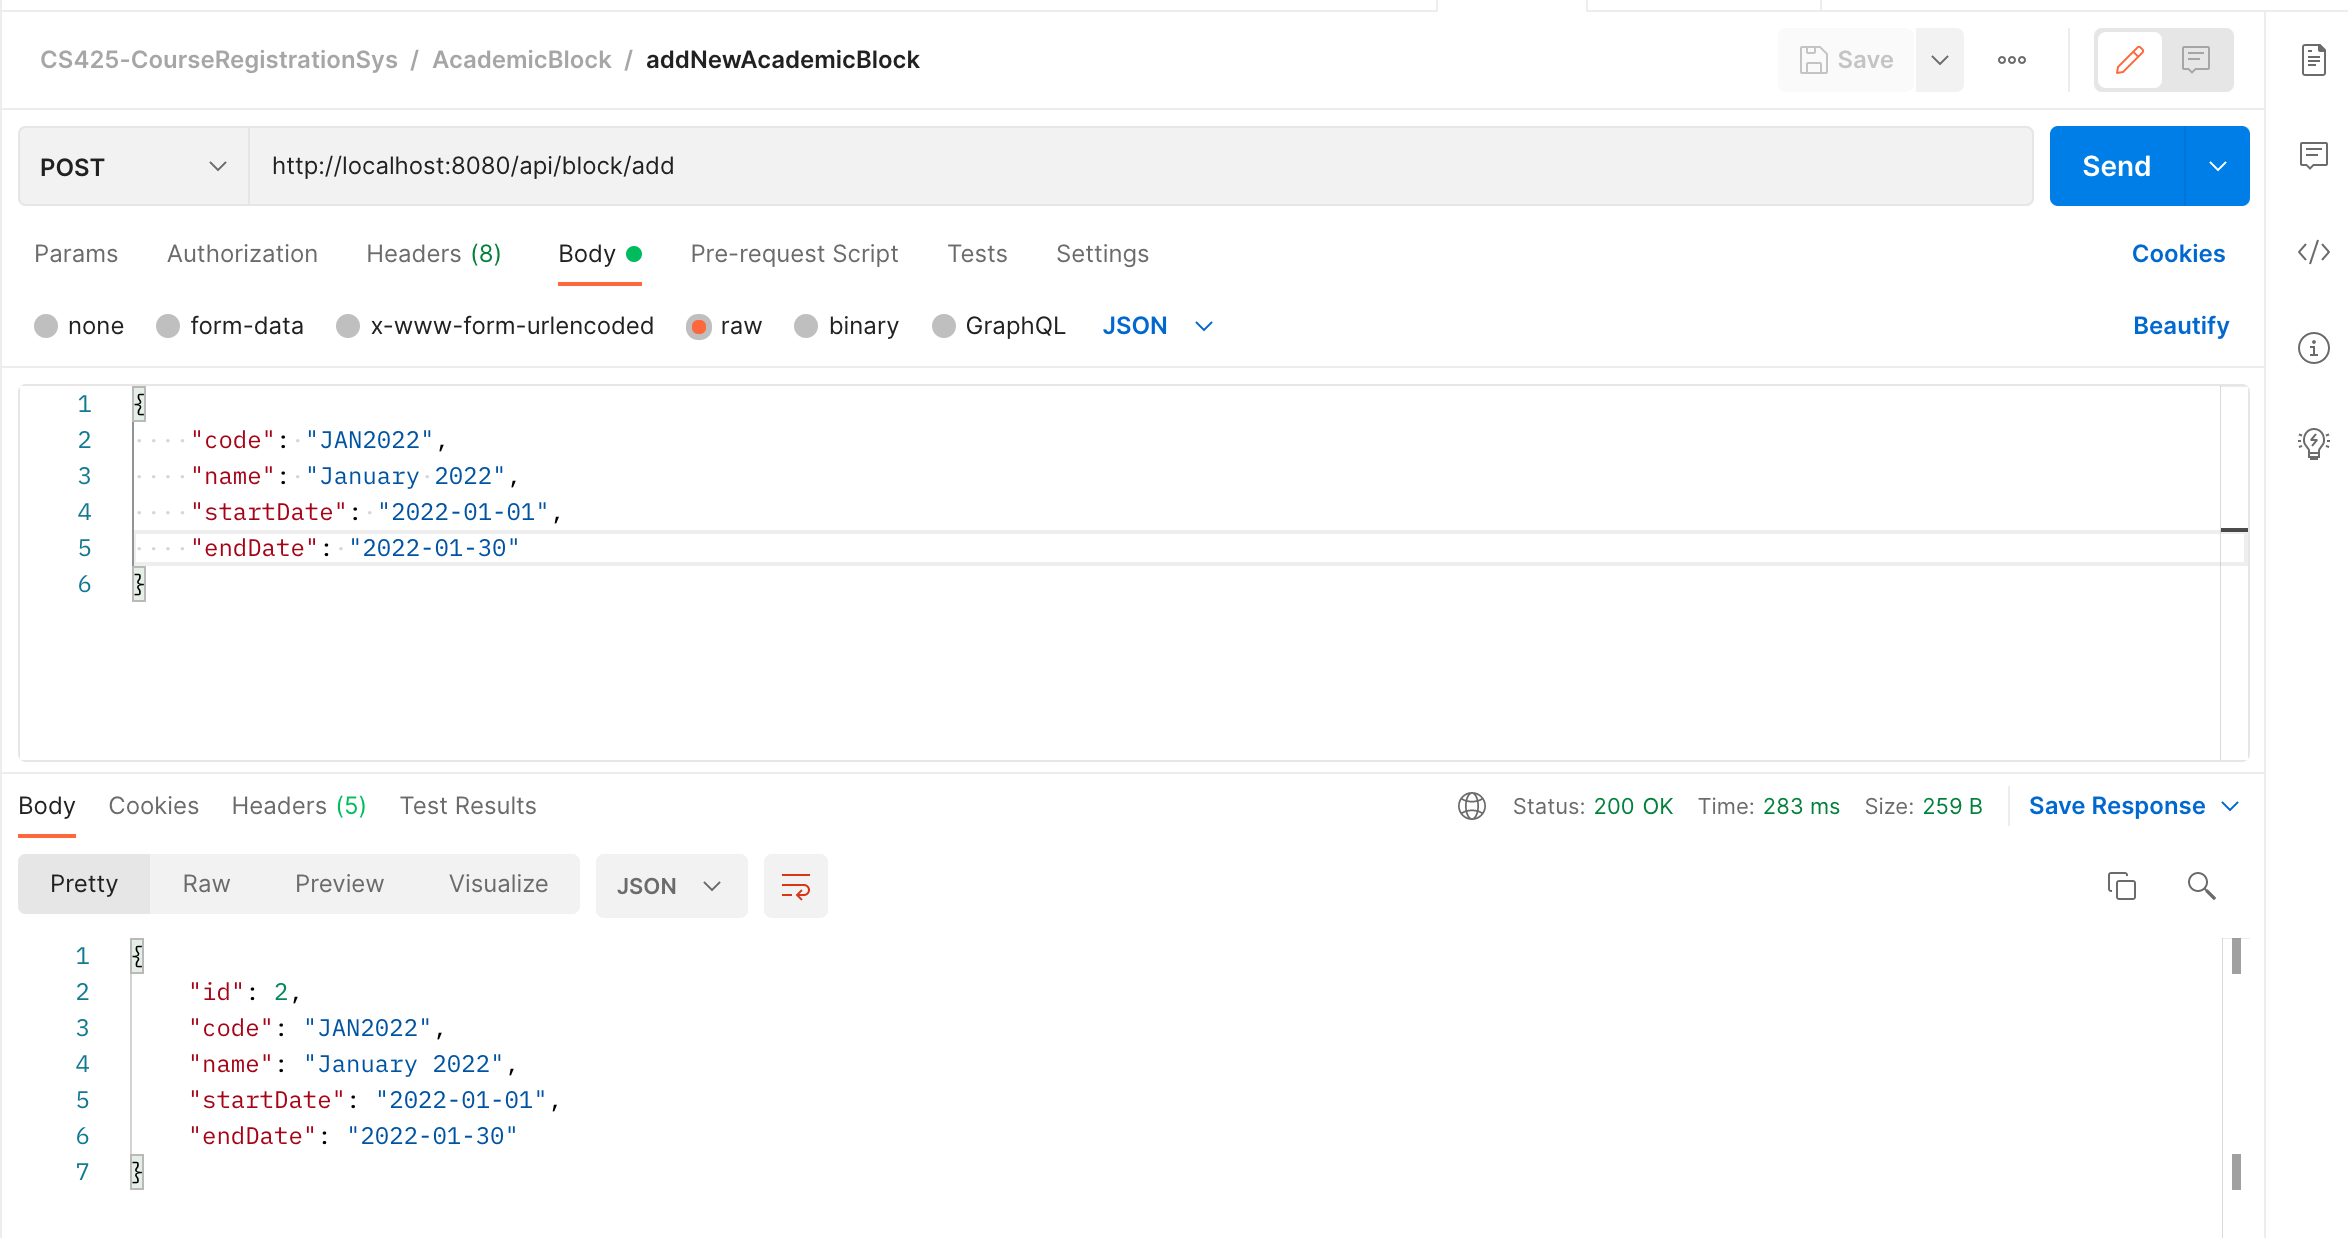 CS425-CourseRegistrationSys / AcademicBlock / addNewAcademicBlock
Save
POST
http://localhost:8080/api/block/add
Send
Params Authorization Headers (8) Body Pre-request Script Tests Settings Cookies
none form-data x-www-form-urlencoded raw binary GraphQL JSON Beautify
1 {
2 "code": "JAN2022",
3 "name": "January 2022",
4 "startDate": "2022-01-01",
5 "endDate": "2022-01-30"
6 }
Body Cookies Headers (5) Test Results Status: 200 OK Time: 283 ms Size: 259 B Save Response
Pretty Raw Preview Visualize JSON
1 {
2 "id": 2,
3 "code": "JAN2022",
4 "name": "January 2022",
5 "startDate": "2022-01-01",
6 "endDate": "2022-01-30"
7 }